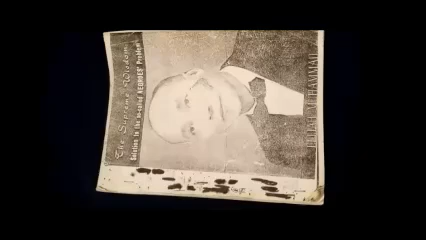 The Supreme Wisdom
Solution to the so-called NEGROES' Problem
ELIJAH MUHAMMAD